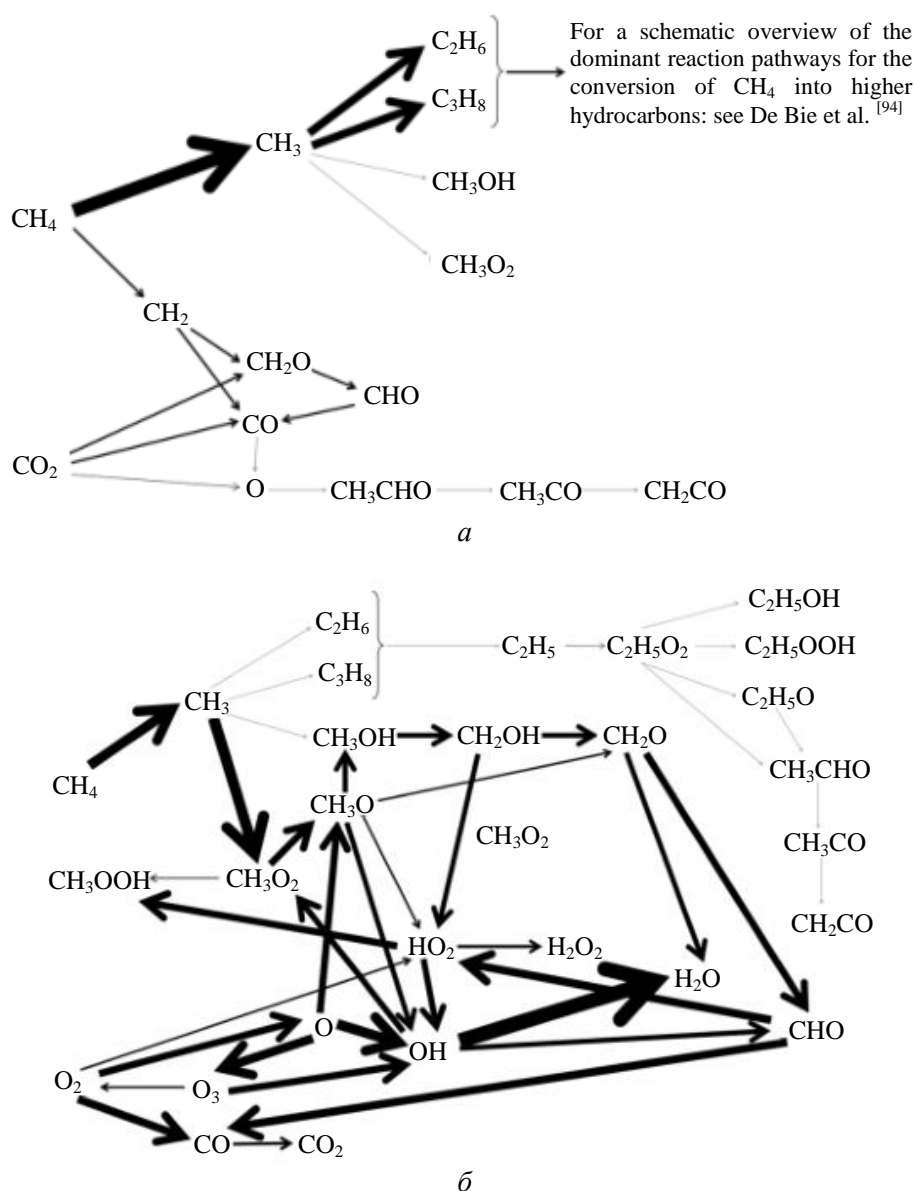 C₂H₆
C₃H₈
For a schematic overview of the
dominant reaction pathways for the
conversion of CH₄ into higher
hydrocarbons: see De Bie et al. [94]
CH₃
CH₃OH
CH₃O₂
CH₄
CH₂
CH₂O
CHO
CO
CO₂
O
CH₃CHO
CH₃CO
CH₂CO
а
C₂H₅OH
C₂H₆
C₂H₅
C₂H₅O₂
C₂H₅OOH
C₃H₈
C₂H₅O
CH₃
CH₃OH
CH₂OH
CH₂O
CH₃CHO
CH₄
CH₃O
CH₃O₂
CH₃CO
CH₃OOH
CH₃O₂
CH₂CO
HO₂
H₂O₂
H₂O
O
OH
CHO
O₂
O₃
CO
CO₂
б